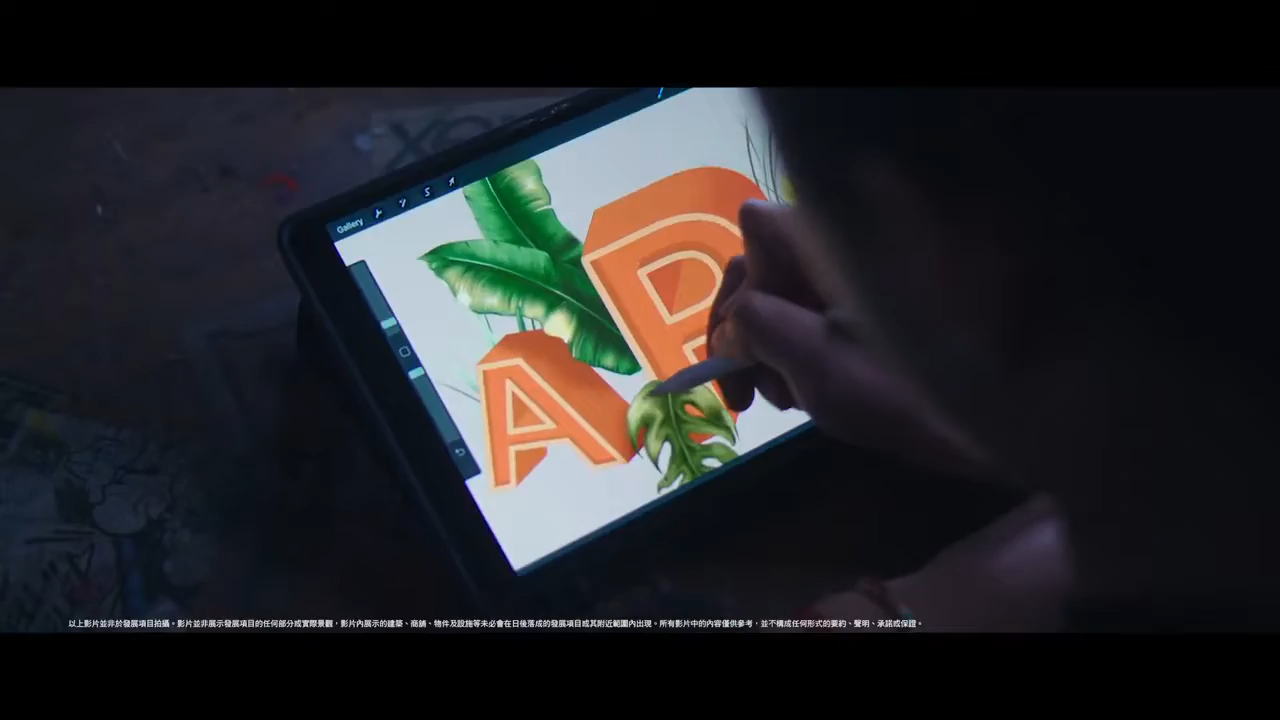 Gallery
A
以上影片並非於發展項目拍攝。影片並非展示發展項目的任何部分或實際景觀，影片內展示的建築、商舖、物件及設施等未必會在日後落成的發展項目或其附近範圍內出現。所有影片中的內容僅供參考，並不構成任何形式的要約、聲明、承諾或保證。